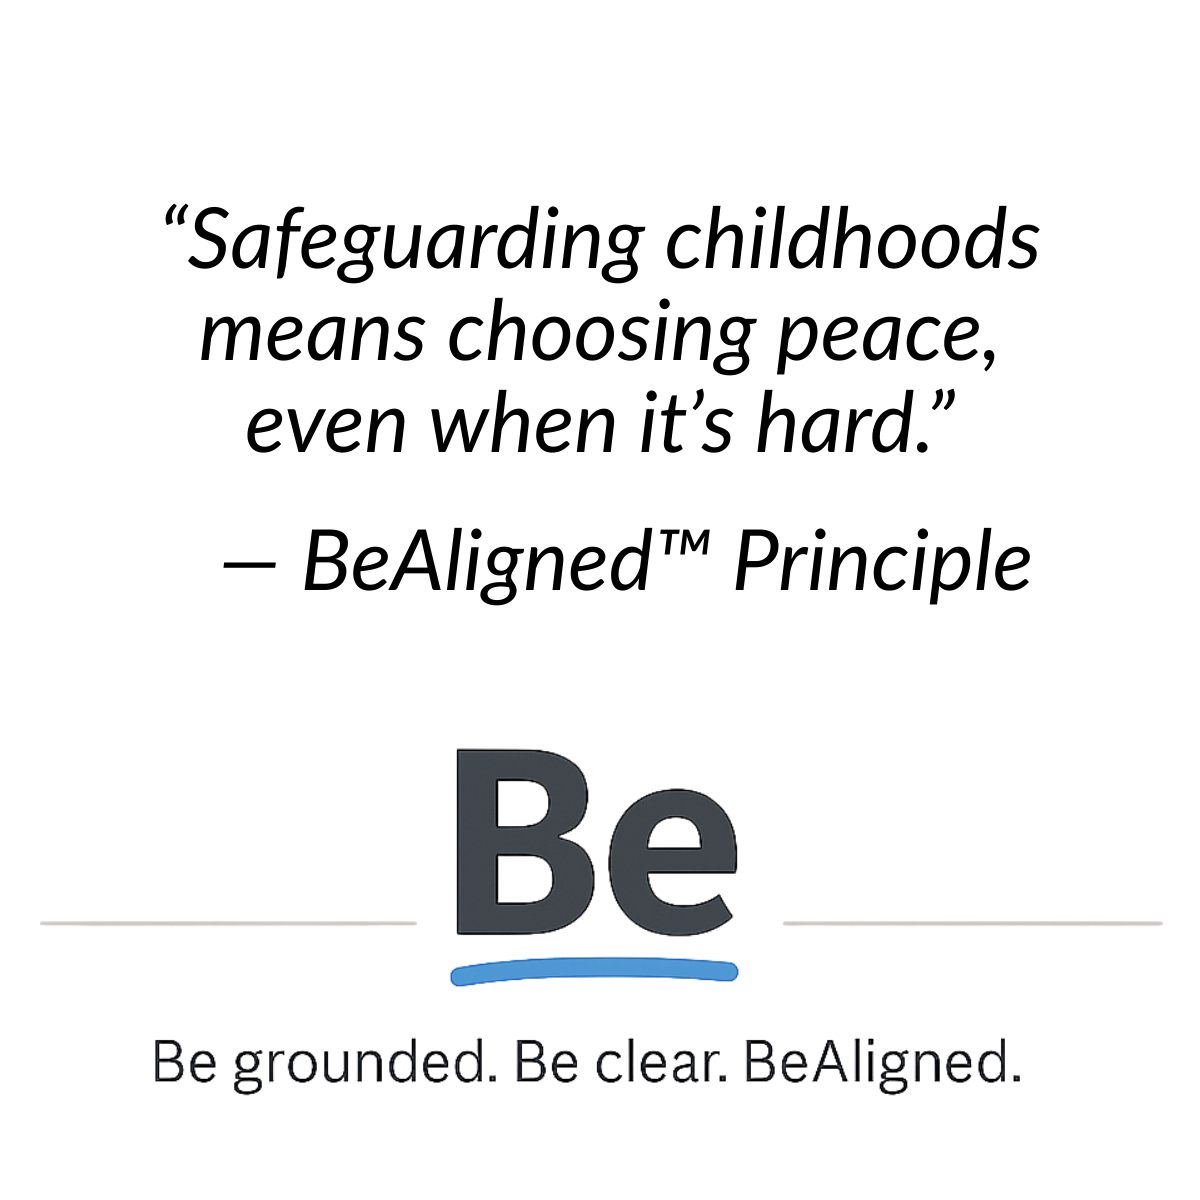 “Safeguarding childhoods
means choosing peace,
even when it’s hard.”
— BeAligned™ Principle
Be
Be grounded. Be clear. BeAligned.